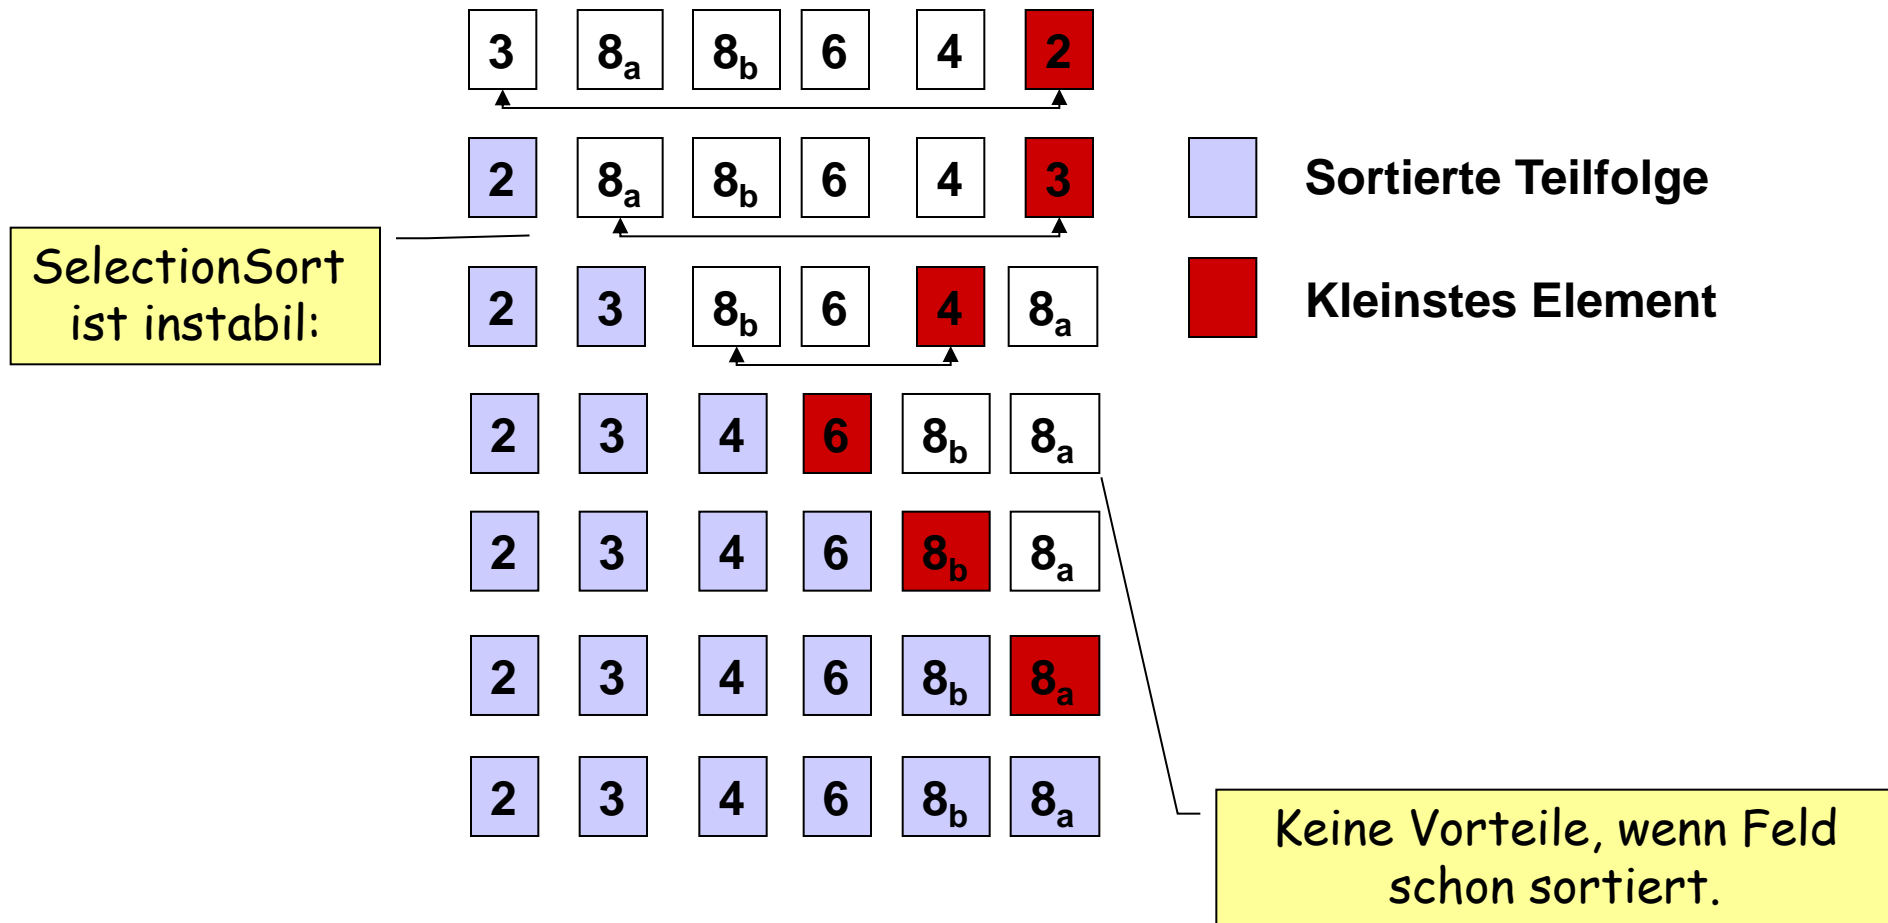 3 8a 8b 6 4 2
2 8a 8b 6 4 3
Sortierte Teilfolge
SelectionSort
ist instabil:
2 3 8b 6 4 8a
Kleinstes Element
2 3 4 6 8b 8a
2 3 4 6 8b 8a
2 3 4 6 8b 8a
2 3 4 6 8b 8a
Keine Vorteile, wenn Feld
schon sortiert.